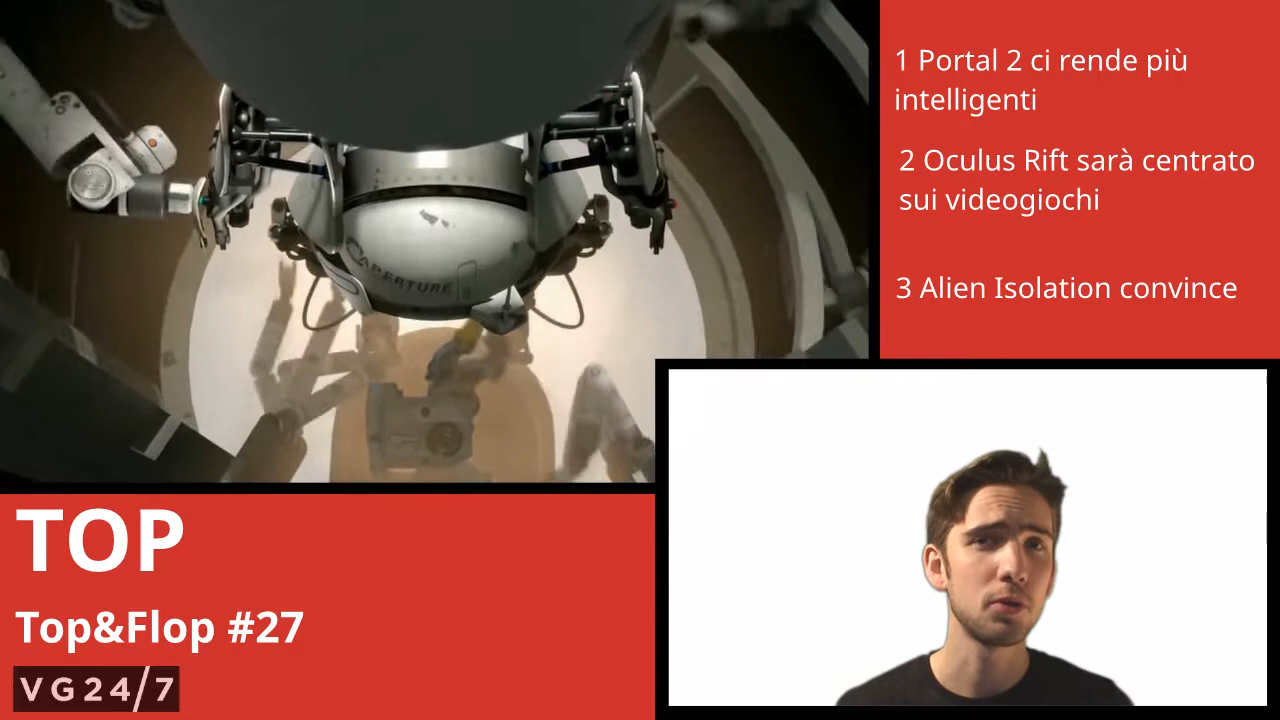 1 Portal 2 ci rende più
intelligenti
2 Oculus Rift sarà centrato
sui videogiochi
3 Alien Isolation convince
APERTURE
TOP
Top&Flop #27
VG24/7